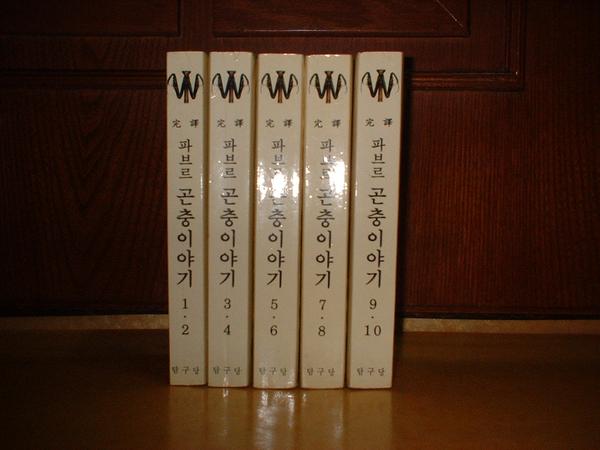 完譯
파브르 곤충이야기
1·2
탐구당
完譯
파브르 곤충이야기
3·4
탐구당
完譯
파브르 곤충이야기
5·6
탐구당
完譯
파브르 곤충이야기
7·8
탐구당
完譯
파브르 곤충이야기
9·10
탐구당